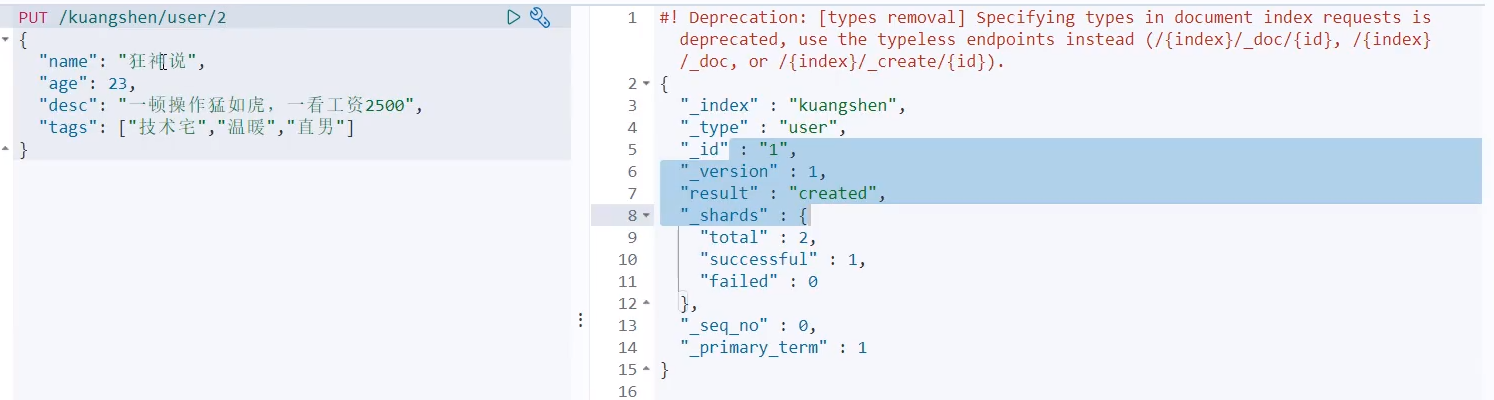 PUT /kuangshen/user/2
{
"name": "狂神说",
"age": 23,
"desc": "一顿操作猛如虎，一看工资2500",
"tags": ["技术宅","温暖","直男"]
}
1 #! Deprecation: [types removal] Specifying types in document index requests is
deprecated, use the typeless endpoints instead (/{index}/_doc/{id}, /{index}
/_doc, or /{index}/_create/{id}).
2 {
3 "_index" : "kuangshen",
4 "_type" : "user",
5 "_id" : "1",
6 "_version" : 1,
7 "result" : "created",
8 "_shards" : {
9 "total" : 2,
10 "successful" : 1,
11 "failed" : 0
12 },
13 "_seq_no" : 0,
14 "_primary_term" : 1
15 }
16